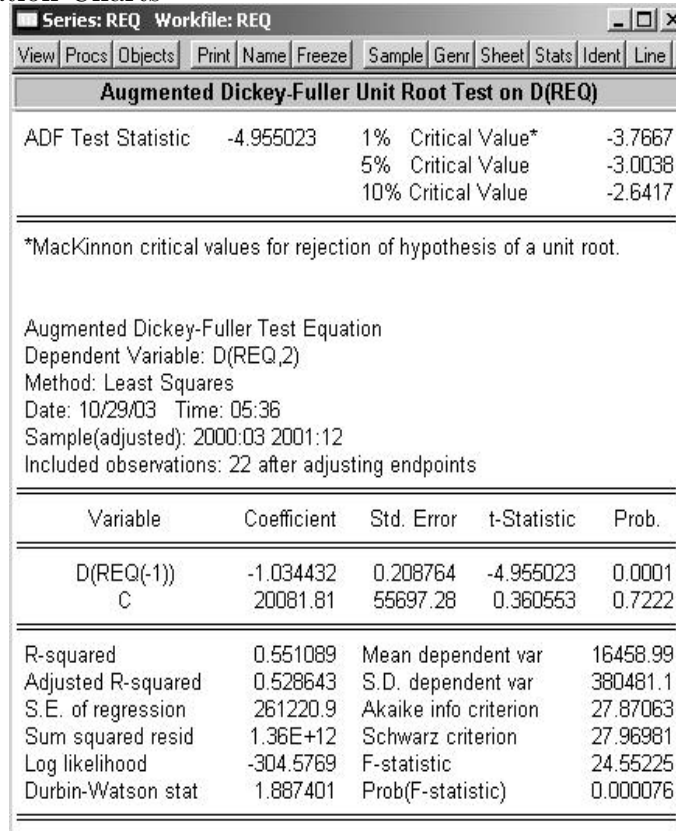 Series: REQ Workfile: REQ
View Procs Objects Print Name Freeze Sample Genr Sheet Stats Ident Line
Augmented Dickey-Fuller Unit Root Test on D(REQ)
ADF Test Statistic -4.955023 1% Critical Value* -3.7667
5% Critical Value -3.0038
10% Critical Value -2.6417
*MacKinnon critical values for rejection of hypothesis of a unit root.
Augmented Dickey-Fuller Test Equation
Dependent Variable: D(REQ,2)
Method: Least Squares
Date: 10/29/03 Time: 05:36
Sample(adjusted): 2000:03 2001:12
Included observations: 22 after adjusting endpoints
Variable Coefficient Std. Error t-Statistic Prob.
D(REQ(-1)) -1.034432 0.208764 -4.955023 0.0001
C 20081.81 55697.28 0.360553 0.7222
R-squared 0.551089 Mean dependent var 16458.99
Adjusted R-squared 0.528643 S.D. dependent var 380481.1
S.E. of regression 261220.9 Akaike info criterion 27.87063
Sum squared resid 1.36E+12 Schwarz criterion 27.96981
Log likelihood -304.5769 F-statistic 24.55225
Durbin-Watson stat 1.887401 Prob(F-statistic) 0.000076